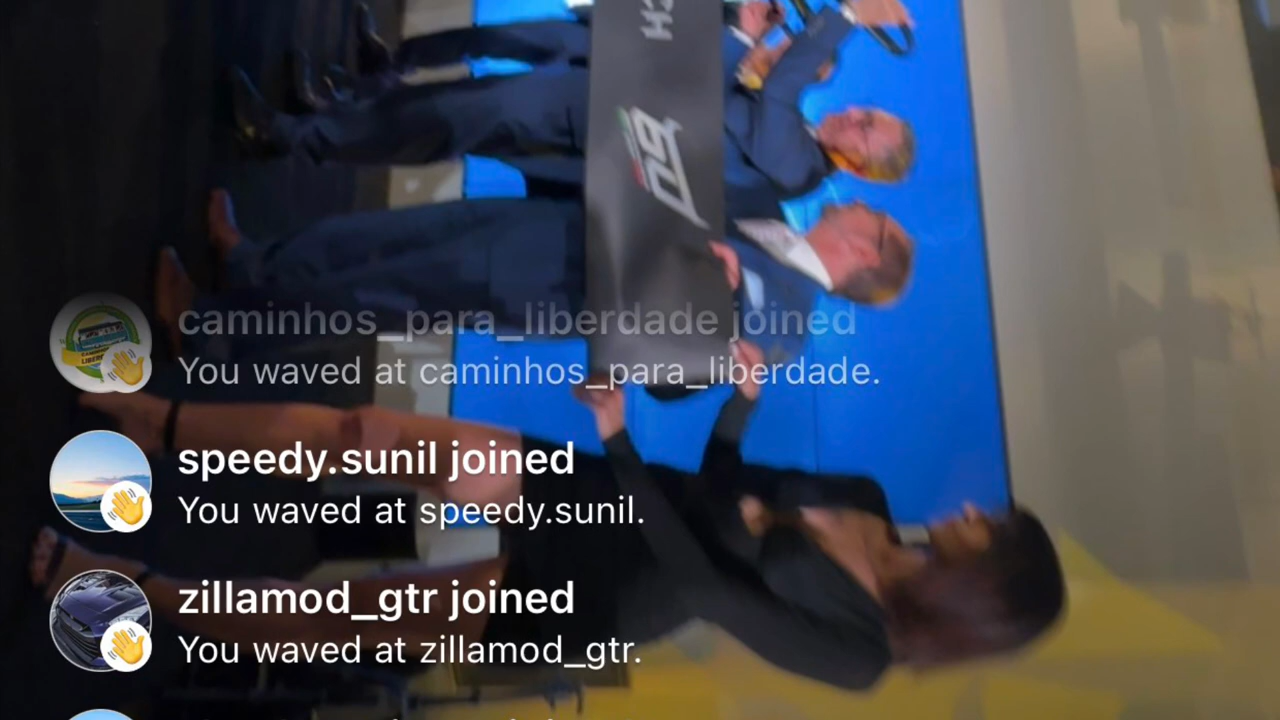 caminhos_para_liberdade joined
You waved at caminhos_para_liberdade.
speedy.sunil joined
You waved at speedy.sunil.
zillamod_gtr joined
You waved at zillamod_gtr.